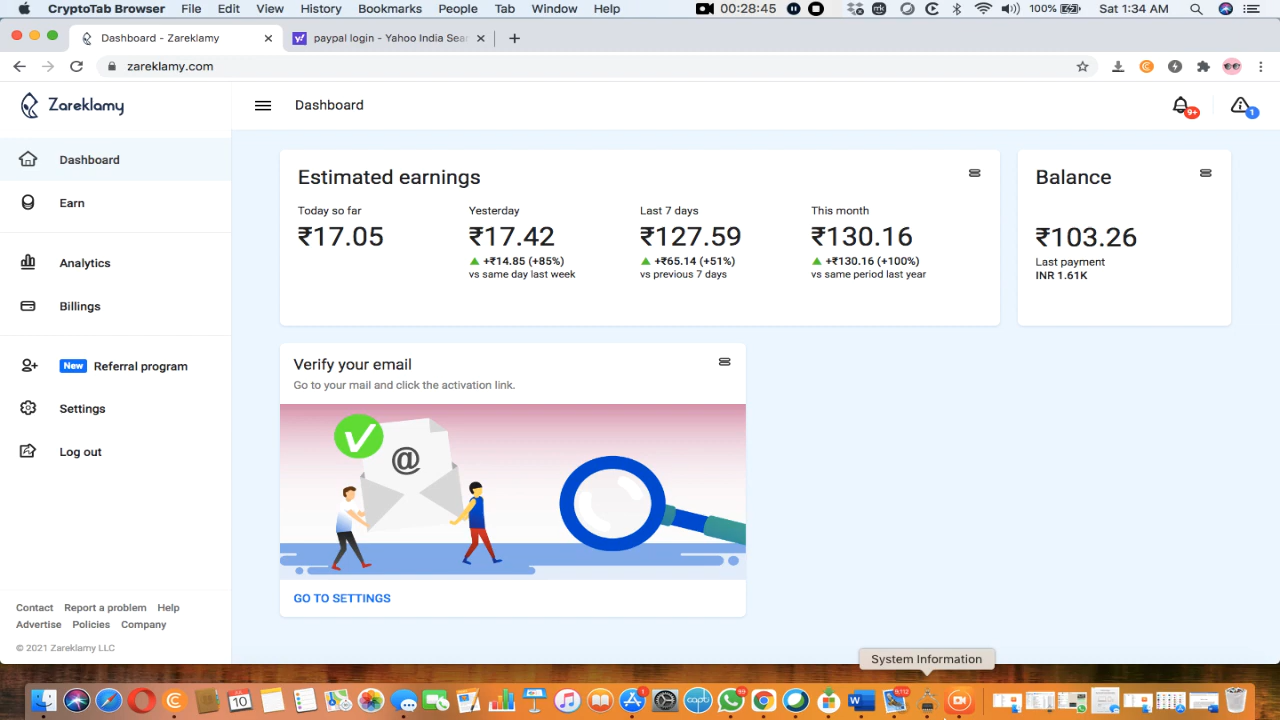 CryptoTab Browser File Edit View History Bookmarks People Tab Window Help 00:28:45 100% Sat 1:34 AM
Dashboard - Zareklamy
paypal login - Yahoo India Sea
zareklamy.com
Zareklamy
Dashboard
9+
1
Dashboard
Earn
Analytics
Billings
New Referral program
Settings
Log out
Estimated earnings
Today so far
₹17.05
Yesterday
₹17.42
+₹14.85 (+85%)
vs same day last week
Last 7 days
₹127.59
+₹65.14 (+51%)
vs previous 7 days
This month
₹130.16
+₹130.16 (+100%)
vs same period last year
Balance
₹103.26
Last payment
INR 1.61K
Verify your email
Go to your mail and click the activation link.
@
GO TO SETTINGS
Contact Report a problem Help
Advertise Policies Company
© 2021 Zareklamy LLC
System Information
10
1
99
9,112